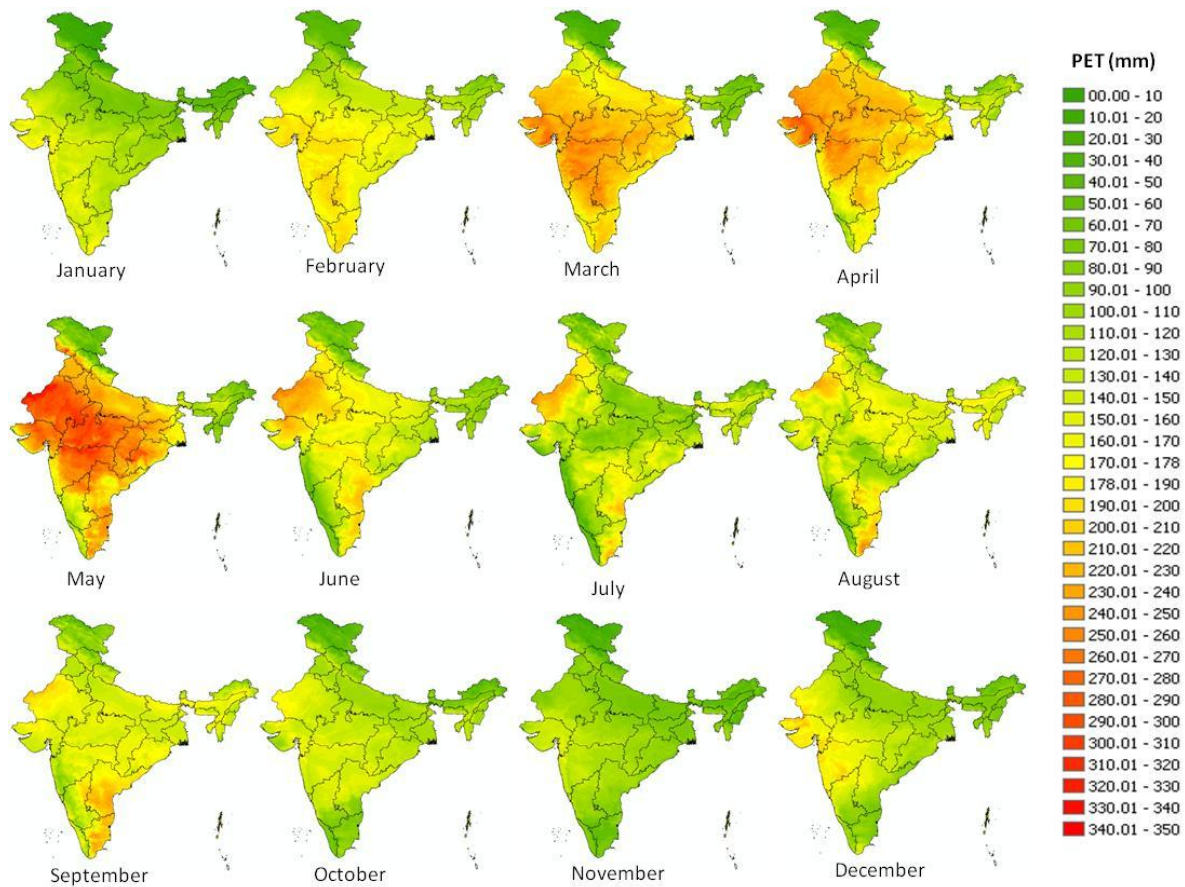 PET (mm)
00.00 - 10
10.01 - 20
20.01 - 30
30.01 - 40
40.01 - 50
50.01 - 60
60.01 - 70
70.01 - 80
80.01 - 90
90.01 - 100
100.01 - 110
110.01 - 120
120.01 - 130
130.01 - 140
140.01 - 150
150.01 - 160
160.01 - 170
170.01 - 178
178.01 - 190
190.01 - 200
200.01 - 210
210.01 - 220
220.01 - 230
230.01 - 240
240.01 - 250
250.01 - 260
260.01 - 270
270.01 - 280
280.01 - 290
290.01 - 300
300.01 - 310
310.01 - 320
320.01 - 330
330.01 - 340
340.01 - 350
January
February
March
April
May
June
July
August
September
October
November
December